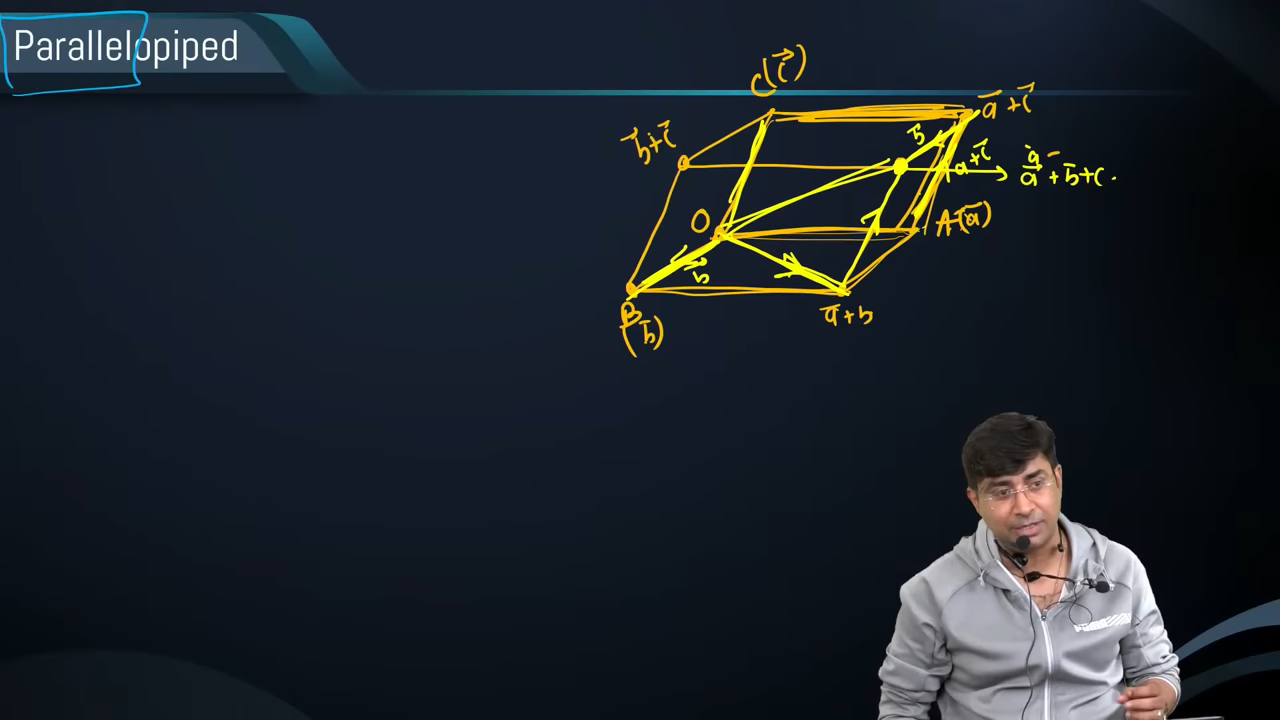 Parallelopiped
C(c⃗)
a⃗ + c⃗
b⃗ + c⃗
b⃗
a + c⃗
a⃗ + b⃗ + c
O
A(a⃗)
b
B
(b⃗)
a⃗ + b